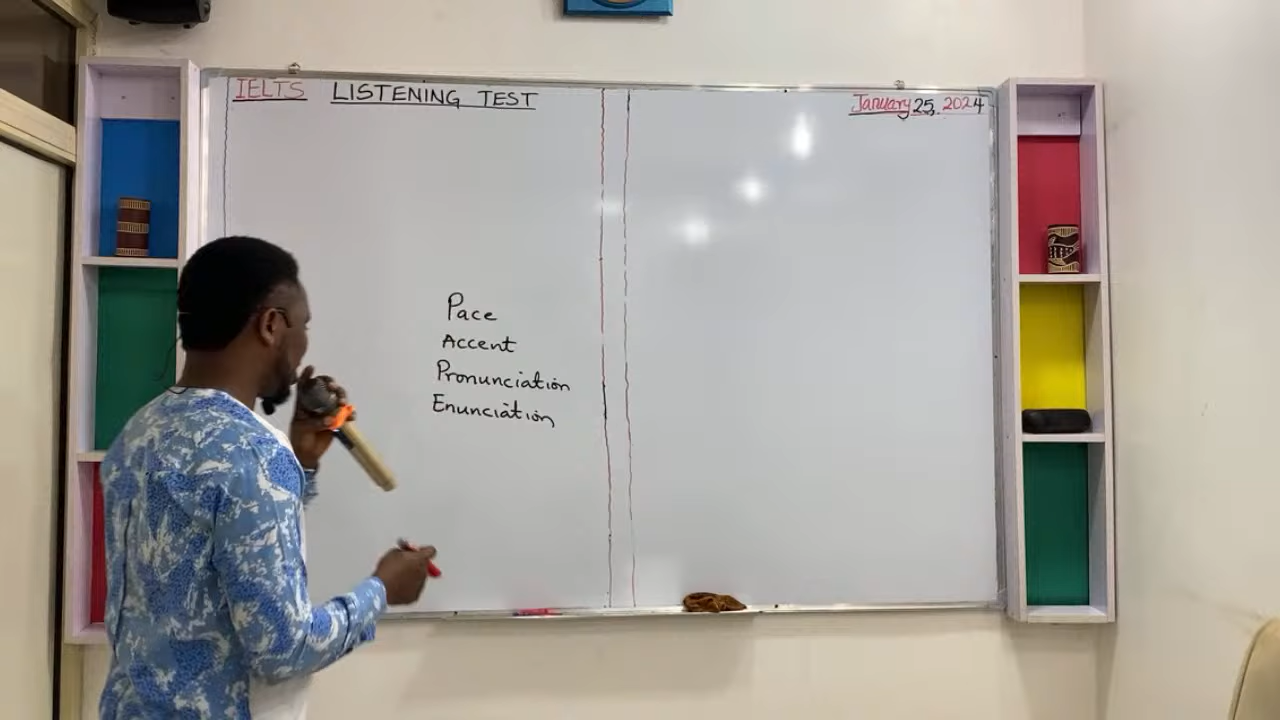 IELTS LISTENING TEST
January 25, 2024
Pace
Accent
Pronunciation
Enunciation